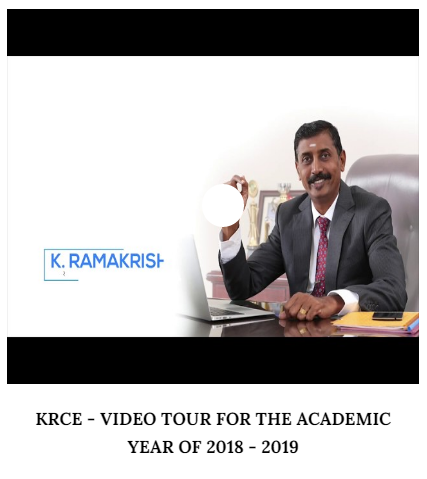 K. RAMAKRISH
KRCE - VIDEO TOUR FOR THE ACADEMIC
YEAR OF 2018 - 2019